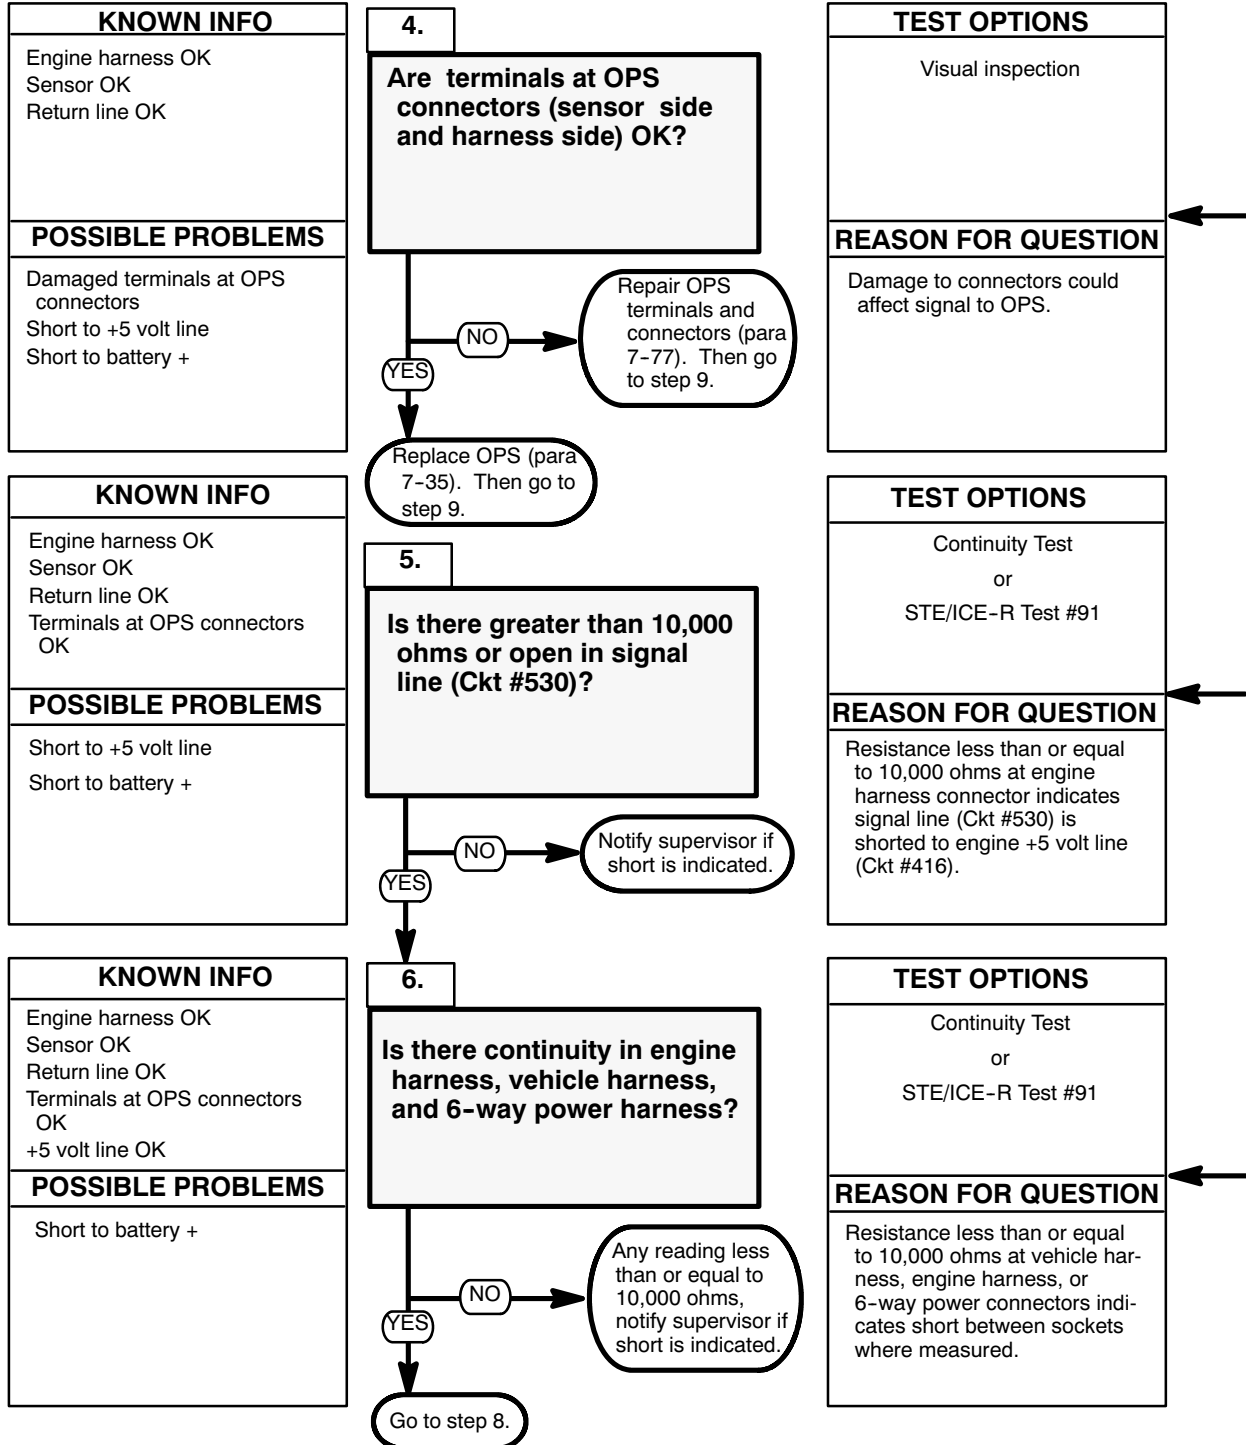 KNOWN INFO
Engine harness OK
Sensor OK
Return line OK
POSSIBLE PROBLEMS
Damaged terminals at OPS
connectors
Short to +5 volt line
Short to battery +
4.
Are terminals at OPS
connectors (sensor side
and harness side) OK?
NO
Repair OPS
terminals and
connectors (para
7-77). Then go
to step 9.
YES
Replace OPS (para
7-35). Then go to
step 9.
TEST OPTIONS
Visual inspection
REASON FOR QUESTION
Damage to connectors could
affect signal to OPS.
KNOWN INFO
Engine harness OK
Sensor OK
Return line OK
Terminals at OPS connectors
OK
POSSIBLE PROBLEMS
Short to +5 volt line
Short to battery +
5.
Is there greater than 10,000
ohms or open in signal
line (Ckt #530)?
NO
Notify supervisor if
short is indicated.
YES
TEST OPTIONS
Continuity Test
or
STE/ICE-R Test #91
REASON FOR QUESTION
Resistance less than or equal
to 10,000 ohms at engine
harness connector indicates
signal line (Ckt #530) is
shorted to engine +5 volt line
(Ckt #416).
KNOWN INFO
Engine harness OK
Sensor OK
Return line OK
Terminals at OPS connectors
OK
+5 volt line OK
POSSIBLE PROBLEMS
Short to battery +
6.
Is there continuity in engine
harness, vehicle harness,
and 6-way power harness?
NO
Any reading less
than or equal to
10,000 ohms,
notify supervisor if
short is indicated.
YES
Go to step 8.
TEST OPTIONS
Continuity Test
or
STE/ICE-R Test #91
REASON FOR QUESTION
Resistance less than or equal
to 10,000 ohms at vehicle har-
ness, engine harness, or
6-way power connectors indi-
cates short between sockets
where measured.